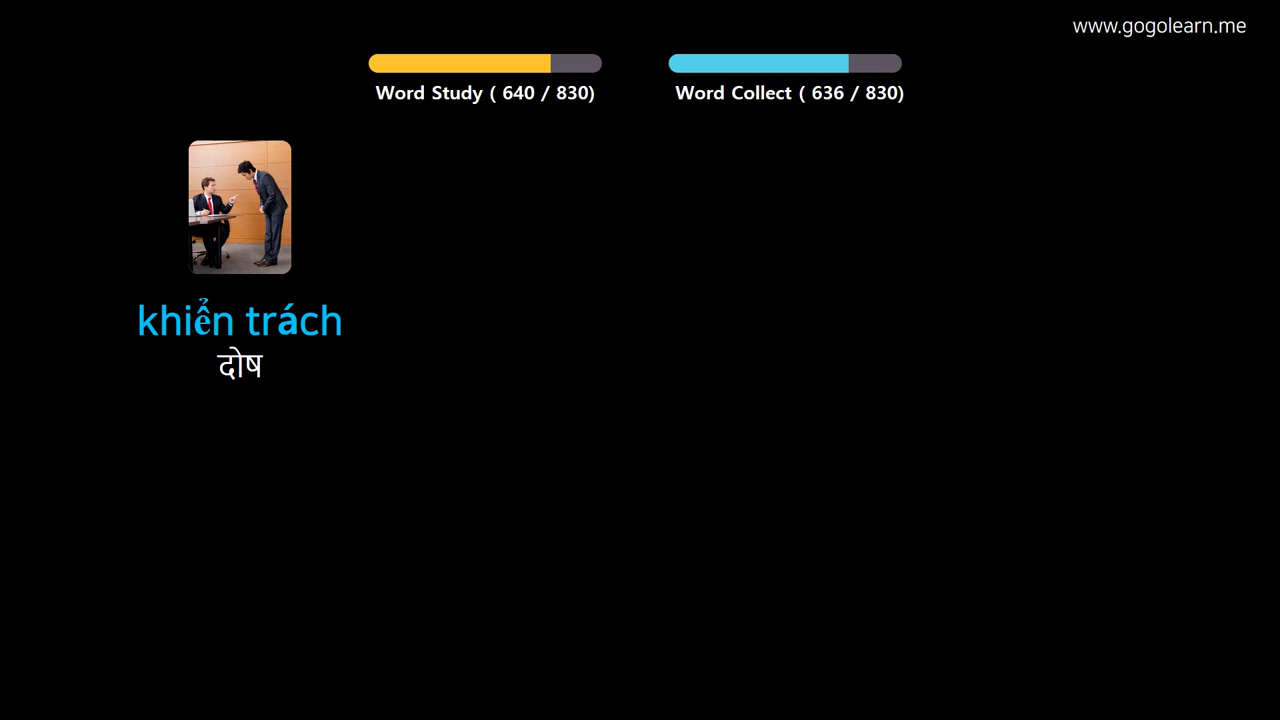 www.gogolearn.me
Word Study ( 640 / 830)
Word Collect ( 636 / 830)
khiển trách
दोष